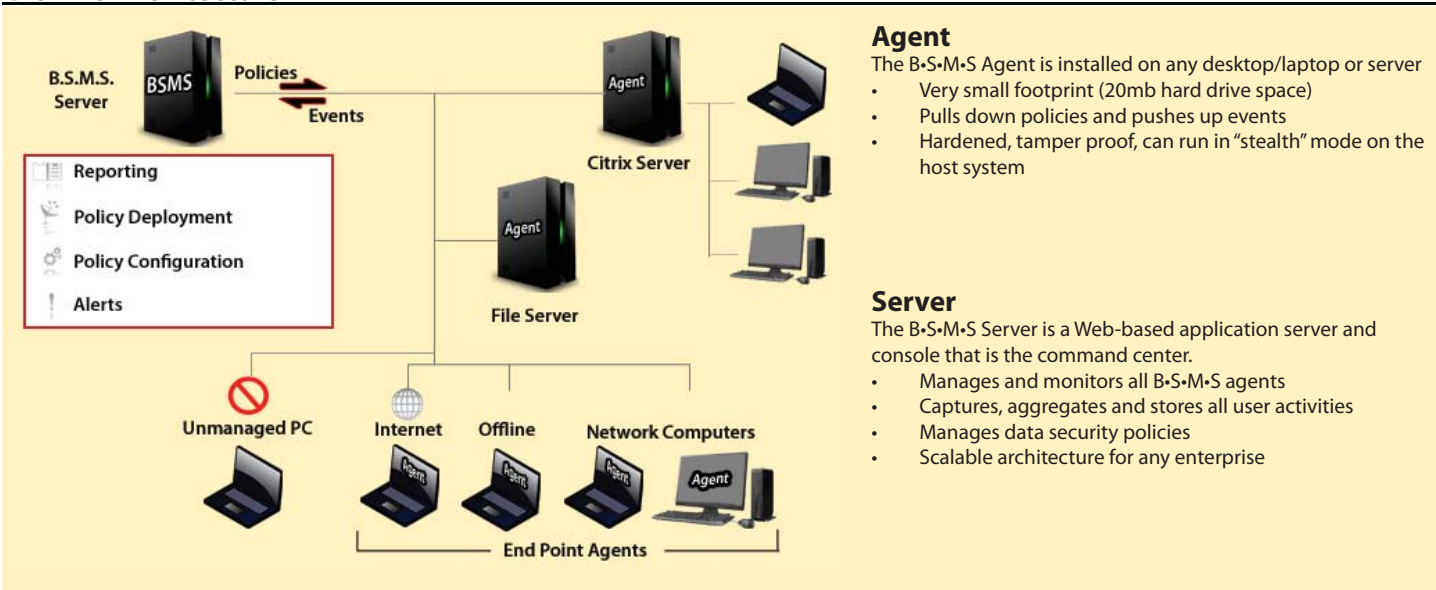 B.S.M.S.
Server
BSMS
Policies
Events
Reporting
Policy Deployment
Policy Configuration
Alerts
Agent
Citrix Server
Agent
File Server
Unmanaged PC
Internet
Offline
Network Computers
Agent
Agent
Agent
Agent
End Point Agents
Agent
The B•S•M•S Agent is installed on any desktop/laptop or server
• Very small footprint (20mb hard drive space)
• Pulls down policies and pushes up events
• Hardened, tamper proof, can run in “stealth” mode on the
host system
Server
The B•S•M•S Server is a Web-based application server and
console that is the command center.
• Manages and monitors all B•S•M•S agents
• Captures, aggregates and stores all user activities
• Manages data security policies
• Scalable architecture for any enterprise